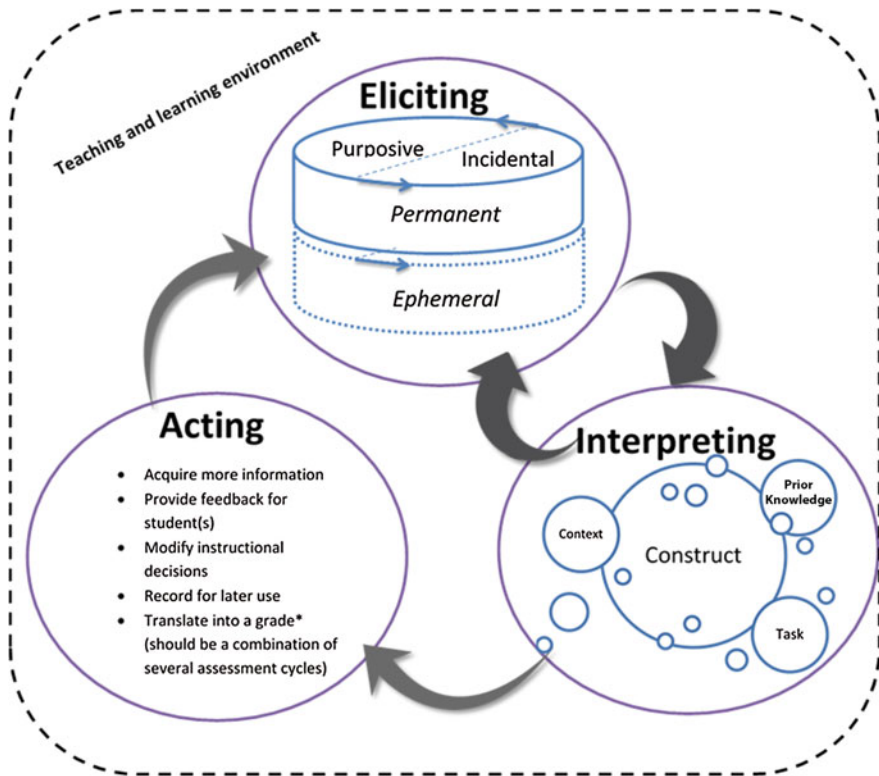 Teaching and learning environment
Eliciting
Purposive
Incidental
Permanent
Ephemeral
Acting
• Acquire more information
• Provide feedback for
student(s)
• Modify instructional
decisions
• Record for later use
• Translate into a grade*
(should be a combination of
several assessment cycles)
Interpreting
Prior
Knowledge
Context
Construct
Task